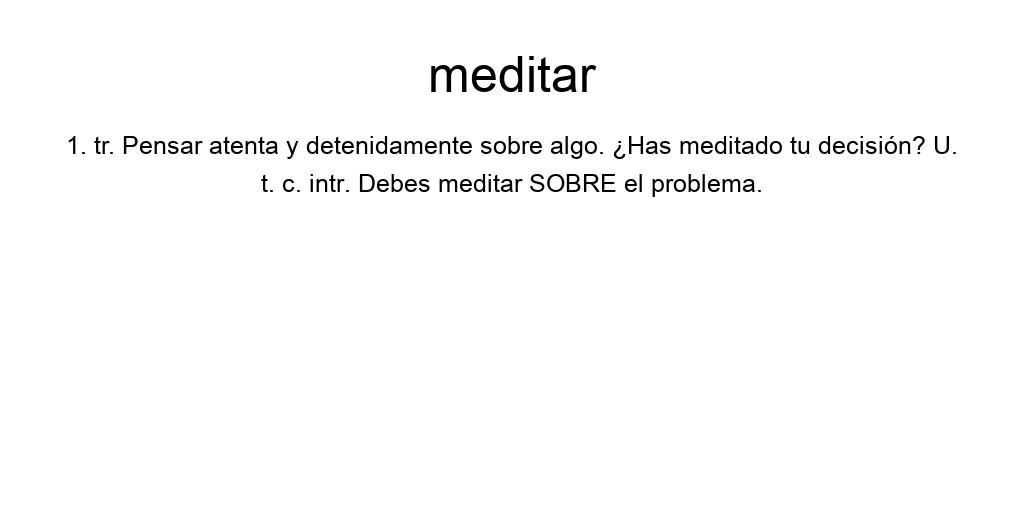 meditar
1. tr. Pensar atenta y detenidamente sobre algo. ¿Has meditado tu decisión? U.
t. c. intr. Debes meditar SOBRE el problema.